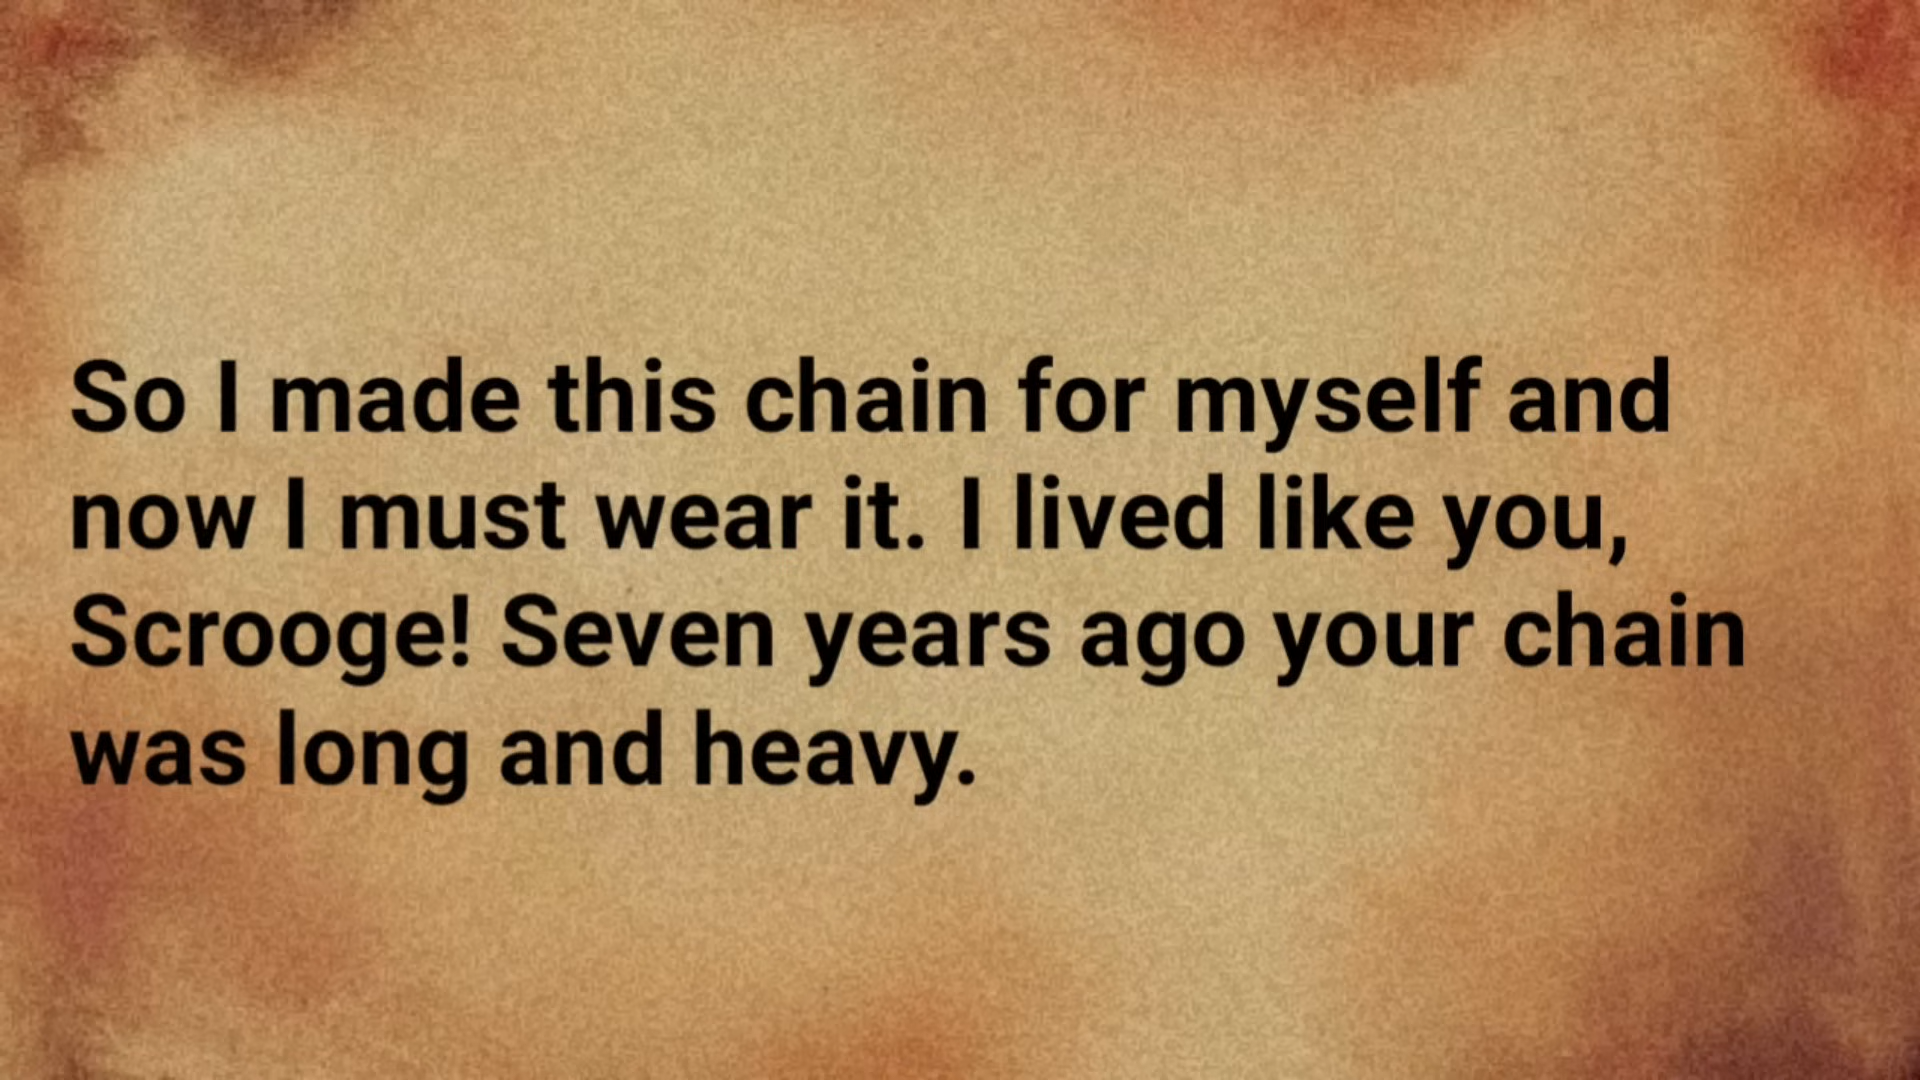 So I made this chain for myself and
now I must wear it. I lived like you,
Scrooge! Seven years ago your chain
was long and heavy.